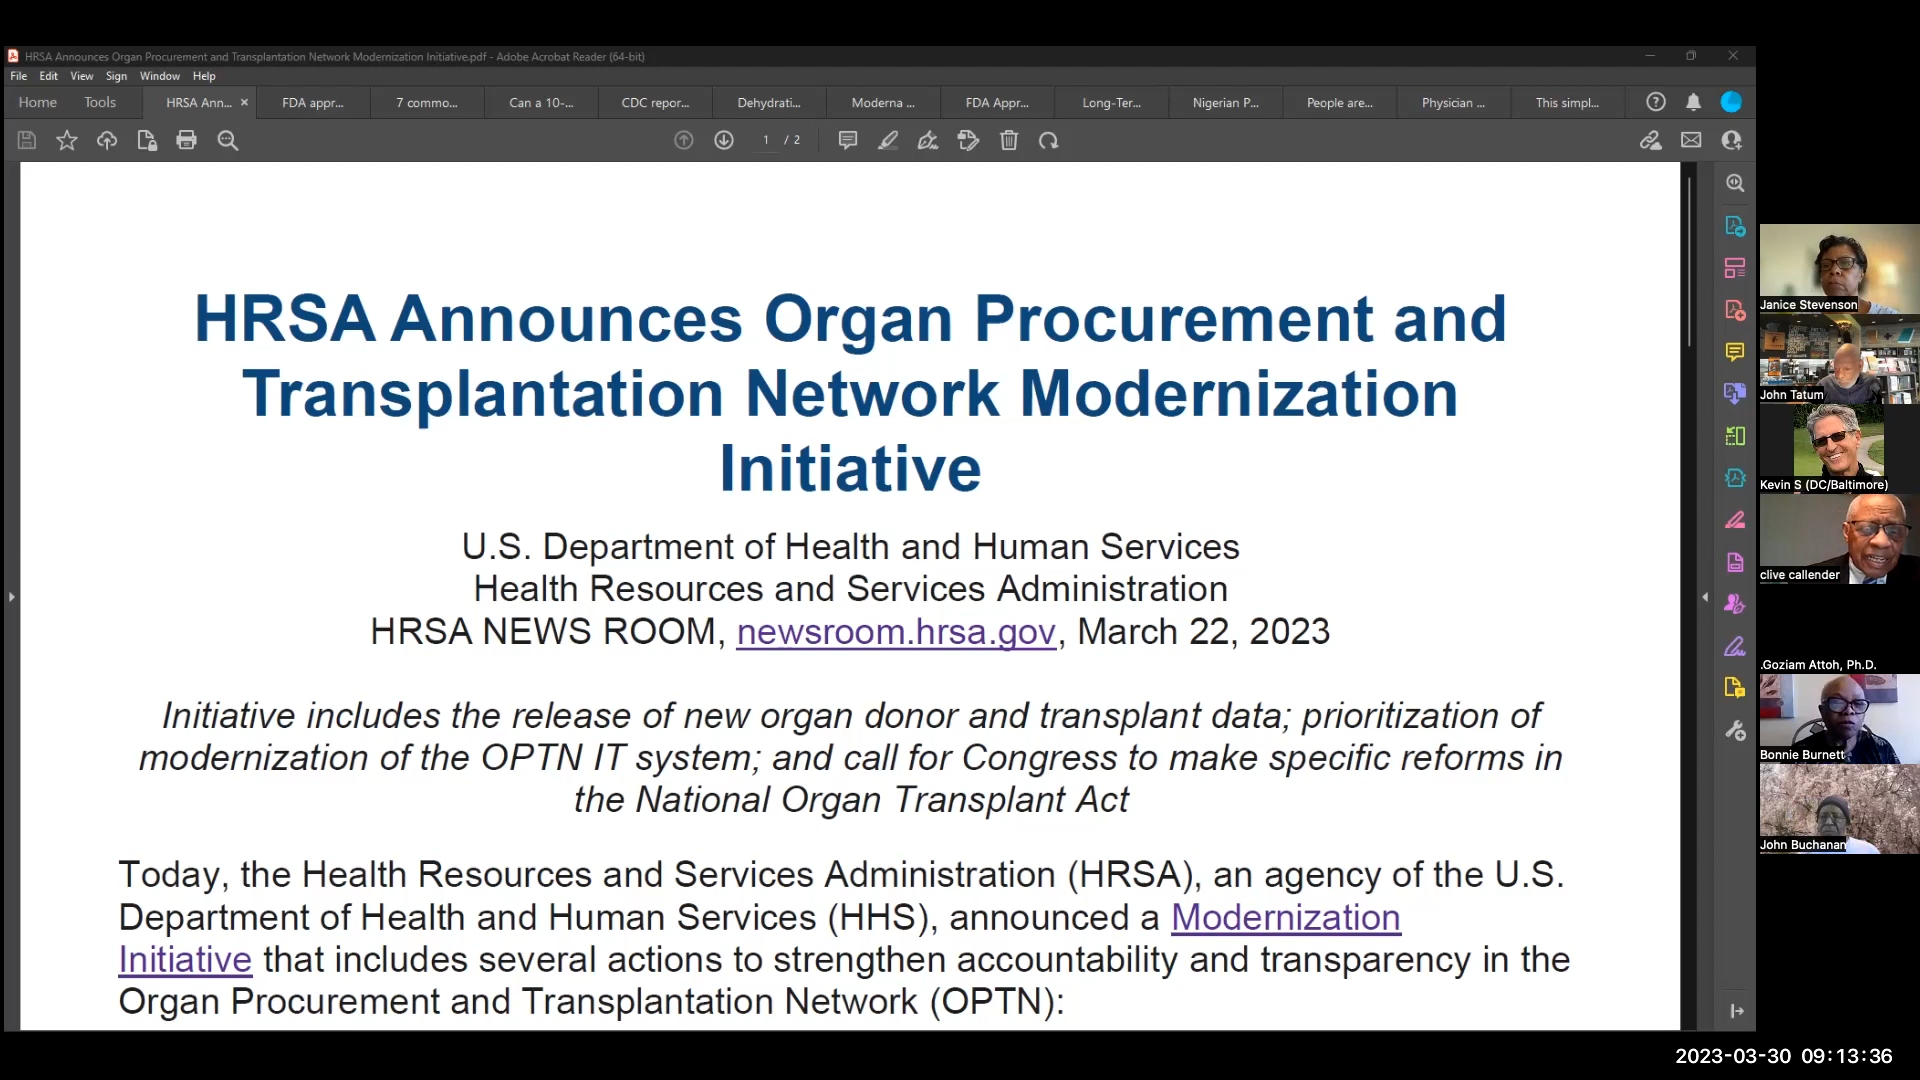 HRSA Announces Organ Procurement and Transplantation Network Modernization Initiative.pdf - Adobe Acrobat Reader (64-bit)
File Edit View Sign Window Help
Home Tools HRSA Ann... × FDA appr... 7 commo... Can a 10-... CDC repor... Dehydrati... Moderna ... FDA Appr... Long-Ter... Nigerian P... People are... Physician ... This simpl...
1 / 2
HRSA Announces Organ Procurement and
Transplantation Network Modernization
Initiative
U.S. Department of Health and Human Services
Health Resources and Services Administration
HRSA NEWS ROOM, newsroom.hrsa.gov, March 22, 2023
Initiative includes the release of new organ donor and transplant data; prioritization of
modernization of the OPTN IT system; and call for Congress to make specific reforms in
the National Organ Transplant Act
Today, the Health Resources and Services Administration (HRSA), an agency of the U.S.
Department of Health and Human Services (HHS), announced a Modernization
Initiative that includes several actions to strengthen accountability and transparency in the
Organ Procurement and Transplantation Network (OPTN):
Janice Stevenson
John Tatum
Kevin S (DC/Baltimore)
clive callender
.Goziam Attoh, Ph.D.
Bonnie Burnett
John Buchanan
2023-03-30 09:13:36